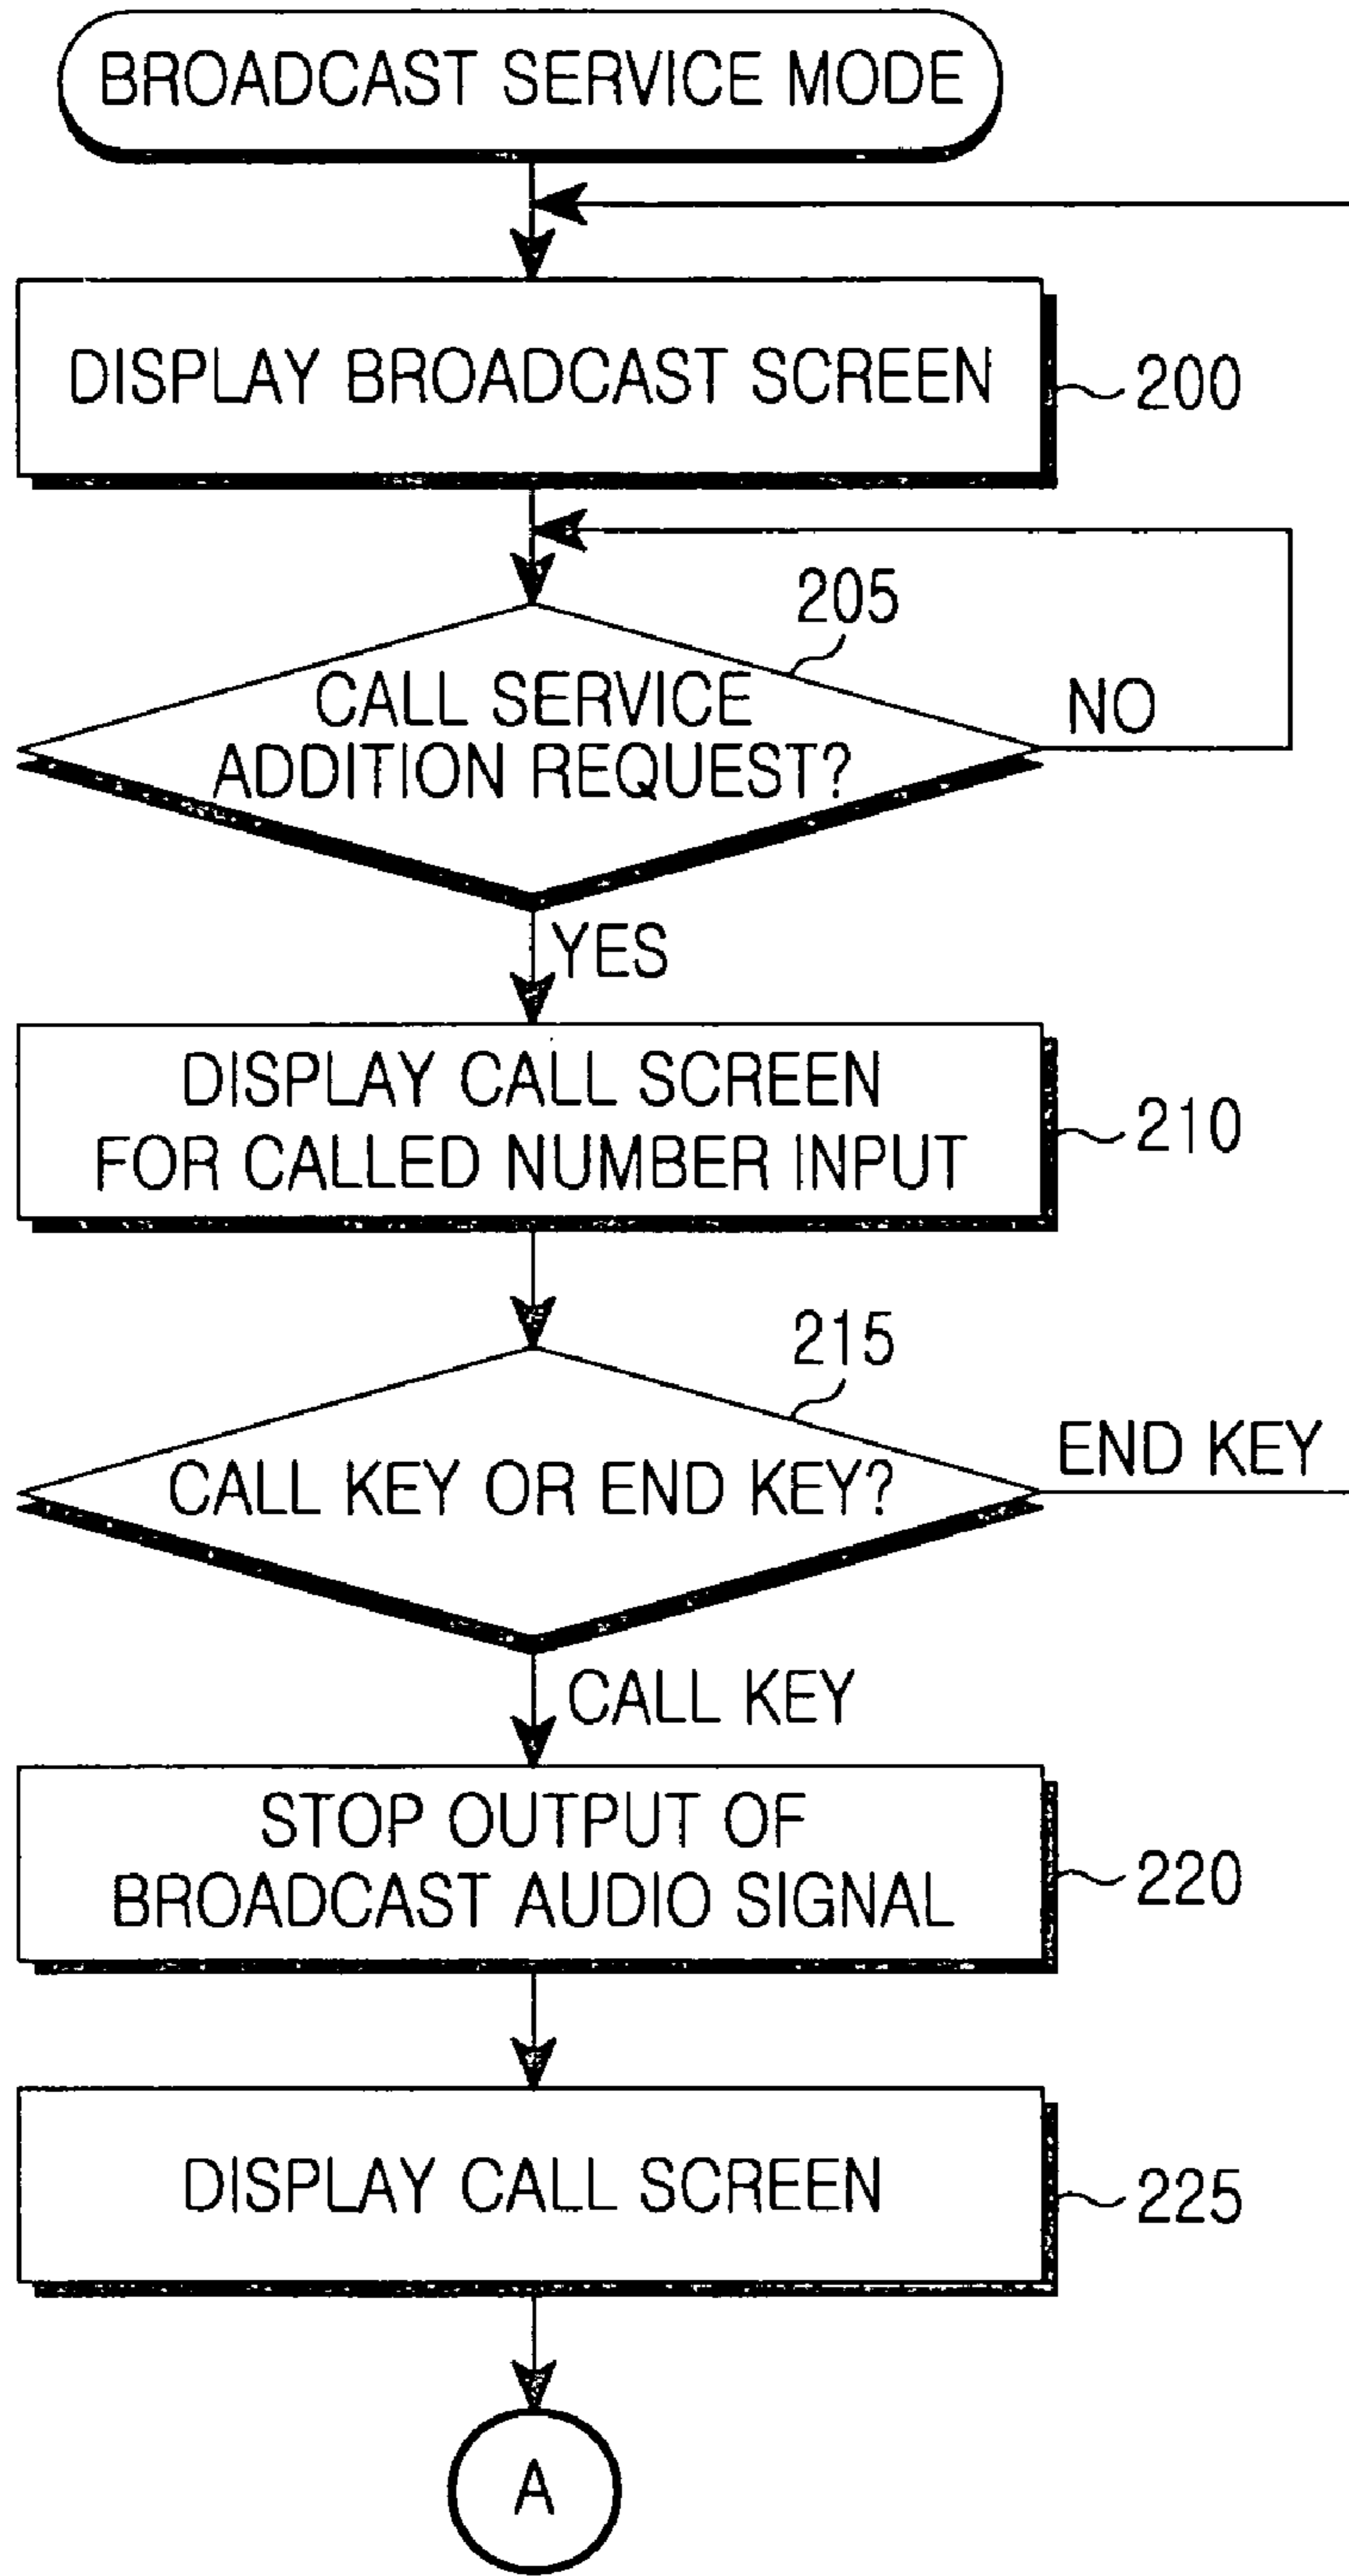 BROADCAST SERVICE MODE
DISPLAY BROADCAST SCREEN
200
205
CALL SERVICE
ADDITION REQUEST?
NO
YES
DISPLAY CALL SCREEN
FOR CALLED NUMBER INPUT
210
215
CALL KEY OR END KEY?
END KEY
CALL KEY
STOP OUTPUT OF
BROADCAST AUDIO SIGNAL
220
DISPLAY CALL SCREEN
225
A